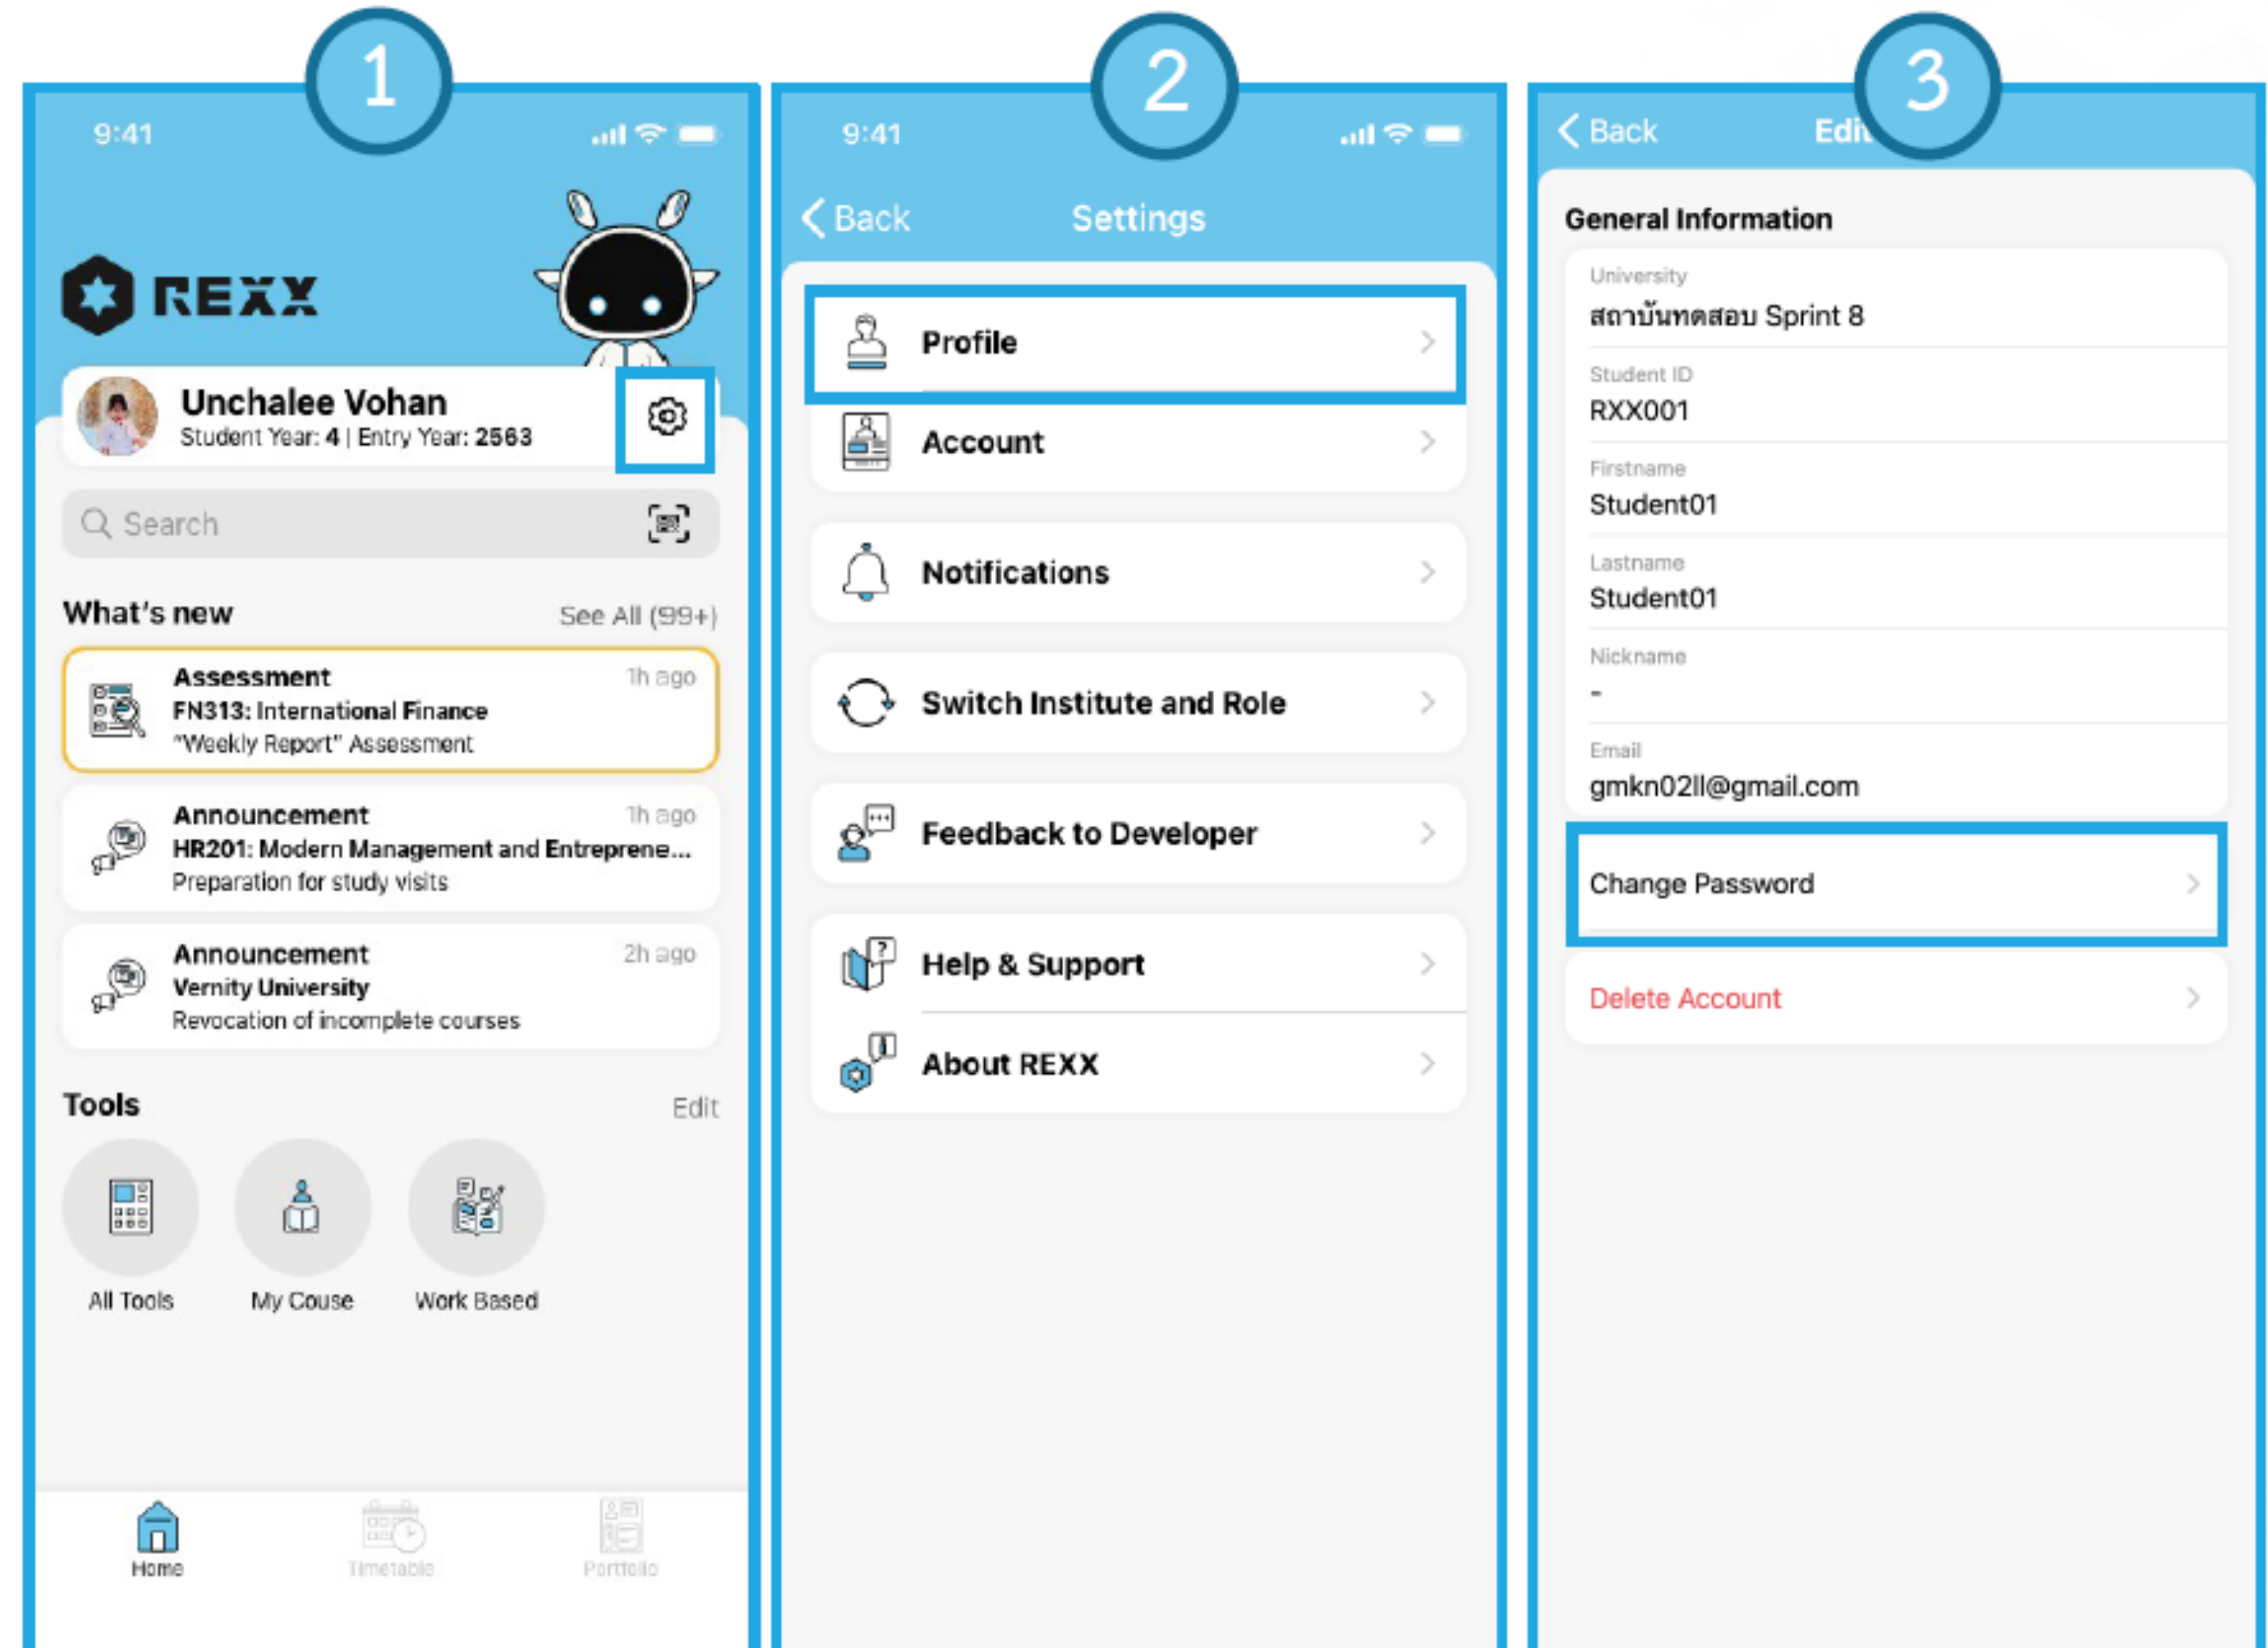 1
9:41
REXX
Unchalee Vohan
Student Year: 4 | Entry Year: 2563
Search
What's new
See All (99+)
Assessment
1h ago
FN313: International Finance
"Weekly Report" Assessment
Announcement
1h ago
HR201: Modern Management and Entreprene...
Preparation for study visits
Announcement
2h ago
Vernity University
Revocation of incomplete courses
Tools
Edit
All Tools
My Couse
Work Based
Home
Timetable
Portfolio
2
9:41
Back
Settings
Profile
Account
Notifications
Switch Institute and Role
Feedback to Developer
Help & Support
About REXX
3
Back
General Information
University
สถาบันทดสอบ Sprint 8
Student ID
RXX001
Firstname
Student01
Lastname
Student01
Nickname
-
Email
gmkn02ll@gmail.com
Change Password
Delete Account